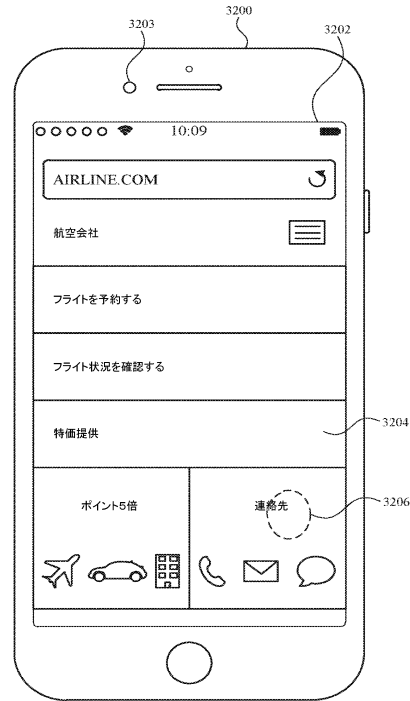 3203
3200
3202
10:09
AIRLINE.COM
航空会社
フライトを予約する
フライト状況を確認する
特価提供
3204
ポイント5倍
連絡先
3206